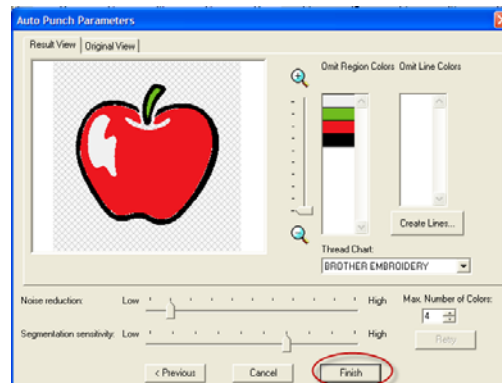 Auto Punch Parameters
Result View
Original View
Omit Region Colors
Omit Line Colors
Create Lines...
Thread Chart:
BROTHER EMBROIDERY
Noise reduction:
Low
High
Max. Number of Colors:
4
Segmentation sensitivity:
Low
High
Retry
< Previous
Cancel
Finish